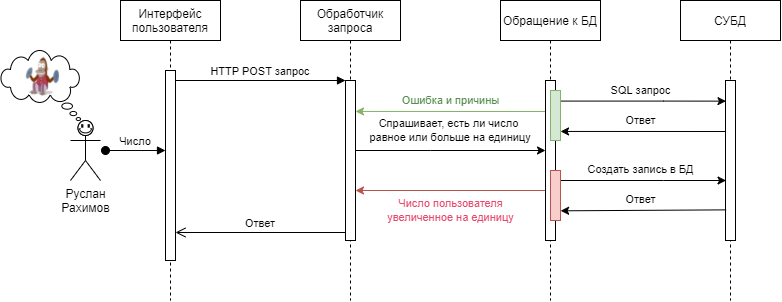 Интерфейс
пользователя
Обработчик
запроса
Обращение к БД
СУБД
HTTP POST запрос
SQL запрос
Ошибка и причины
Ответ
Спрашивает, есть ли число
равное или больше на единицу
Число
Создать запись в БД
Руслан
Рахимов
Число пользователя
увеличенное на единицу
Ответ
Ответ